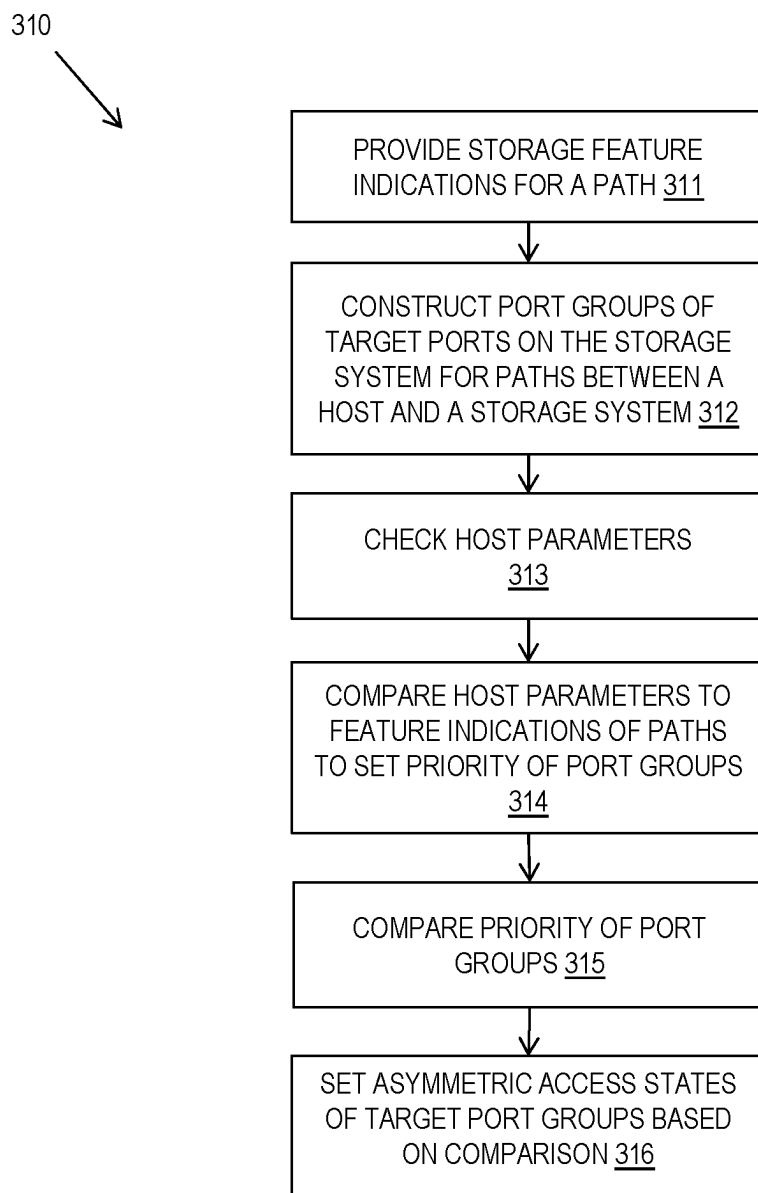 310
PROVIDE STORAGE FEATURE
INDICATIONS FOR A PATH 311
CONSTRUCT PORT GROUPS OF
TARGET PORTS ON THE STORAGE
SYSTEM FOR PATHS BETWEEN A
HOST AND A STORAGE SYSTEM 312
CHECK HOST PARAMETERS
313
COMPARE HOST PARAMETERS TO
FEATURE INDICATIONS OF PATHS
TO SET PRIORITY OF PORT GROUPS
314
COMPARE PRIORITY OF PORT
GROUPS 315
SET ASYMMETRIC ACCESS STATES
OF TARGET PORT GROUPS BASED
ON COMPARISON 316